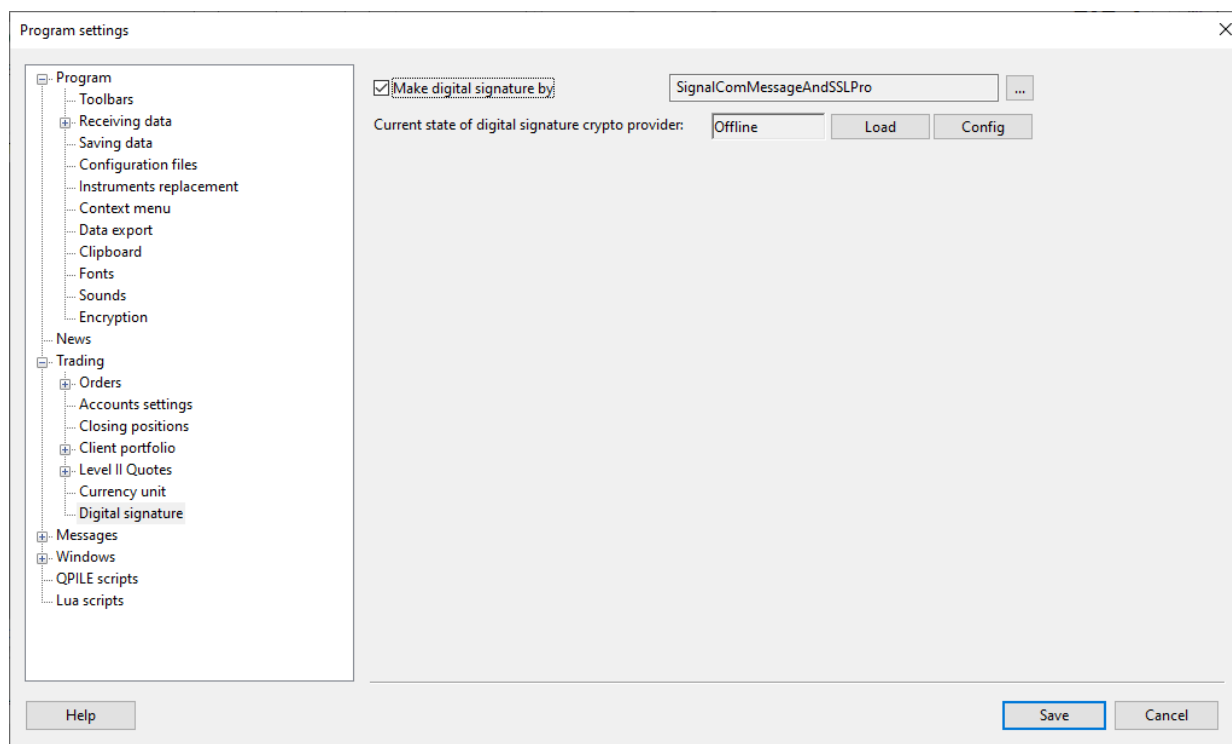 Program settings
Program
Toolbars
Receiving data
Saving data
Configuration files
Instruments replacement
Context menu
Data export
Clipboard
Fonts
Sounds
Encryption
News
Trading
Orders
Accounts settings
Closing positions
Client portfolio
Level II Quotes
Currency unit
Digital signature
Messages
Windows
QPILE scripts
Lua scripts
Make digital signature by SignalComMessageAndSSLPro ...
Current state of digital signature crypto provider: Offline Load Config
Help Save Cancel